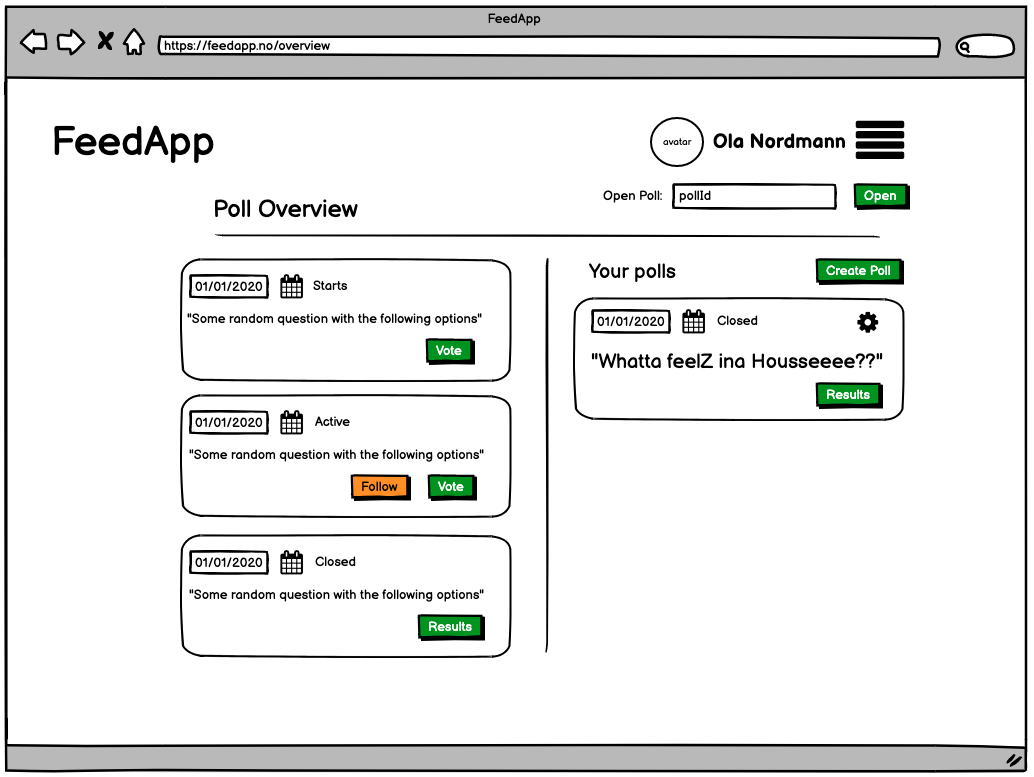 FeedApp
https://feedapp.no/overview
FeedApp
avatar
Ola Nordmann
Open Poll:
pollId
Open
Poll Overview
01/01/2020
Starts
"Some random question with the following options"
Vote
01/01/2020
Active
"Some random question with the following options"
Follow
Vote
01/01/2020
Closed
"Some random question with the following options"
Results
Your polls
Create Poll
01/01/2020
Closed
"Whatta feelZ ina Housseeee??"
Results